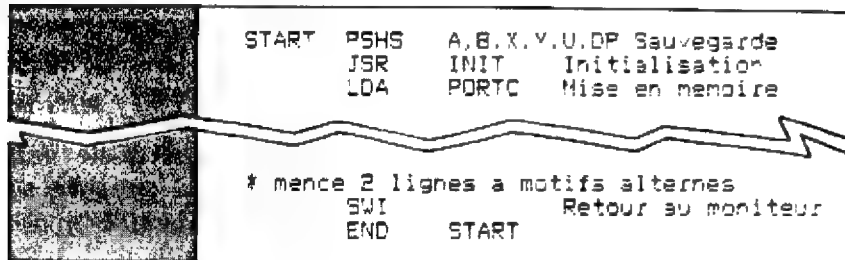 START PSHS A,B,X,Y,U,DP Sauvegarde
JSR INIT Initialisation
LDA PORTC Mise en memoire
* mence 2 lignes a motifs alternes
SWI Retour au moniteur
END START